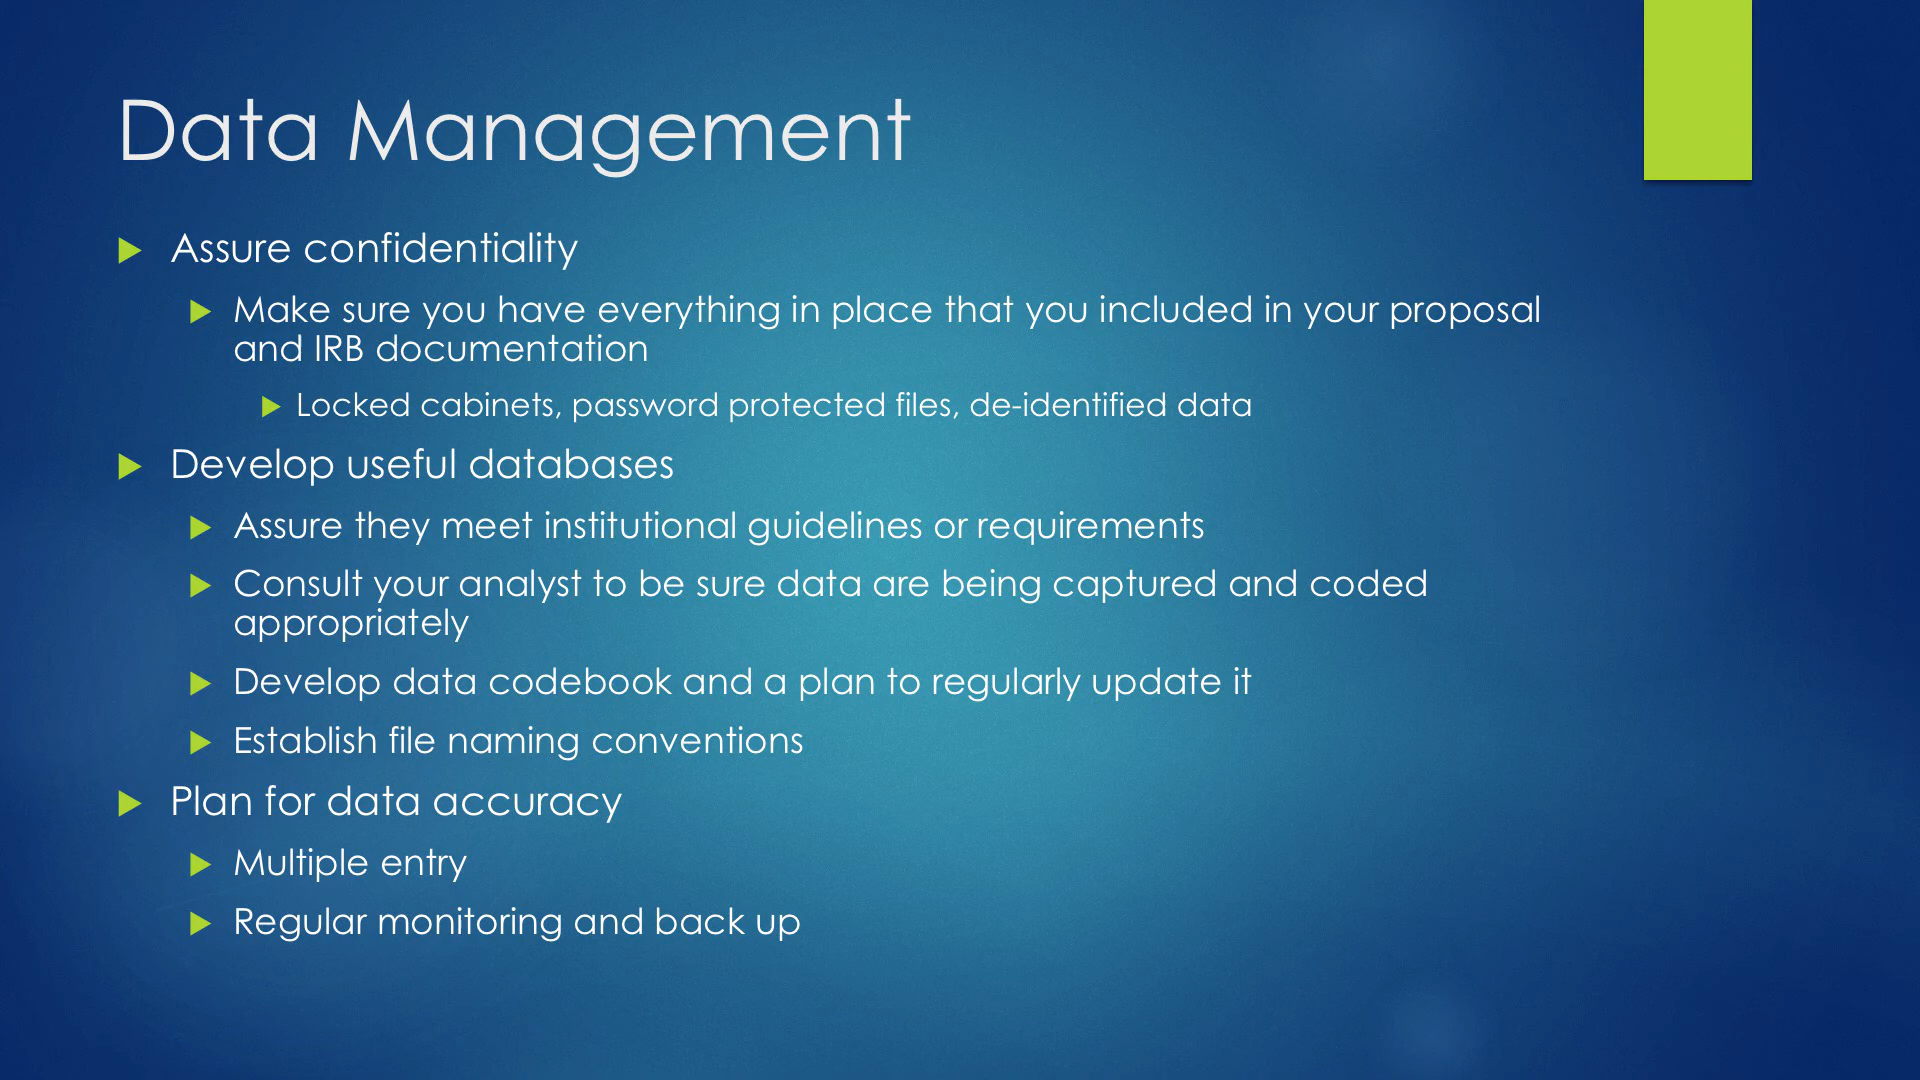 Data Management
Assure confidentiality
Make sure you have everything in place that you included in your proposal
and IRB documentation
Locked cabinets, password protected files, de-identified data
Develop useful databases
Assure they meet institutional guidelines or requirements
Consult your analyst to be sure data are being captured and coded
appropriately
Develop data codebook and a plan to regularly update it
Establish file naming conventions
Plan for data accuracy
Multiple entry
Regular monitoring and back up